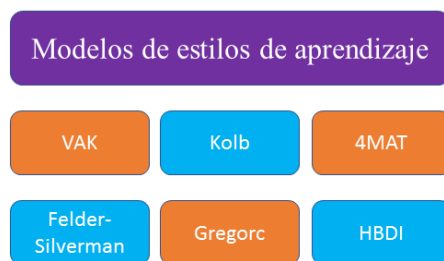 Modelos de estilos de aprendizaje
VAK
Kolb
4MAT
Felder-
Silverman
Gregorc
HBDI